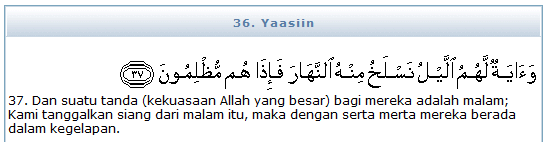 36. Yaasiin
وَءَايَةٌ لَّهُمُ ٱلَّيْلُ نَسْلَخُ مِنْهُ ٱلنَّهَارَ فَإِذَا هُم مُّظْلِمُونَ ﴿٣٧﴾
37. Dan suatu tanda (kekuasaan Allah yang besar) bagi mereka adalah malam;
Kami tanggalkan siang dari malam itu, maka dengan serta merta mereka berada
dalam kegelapan.